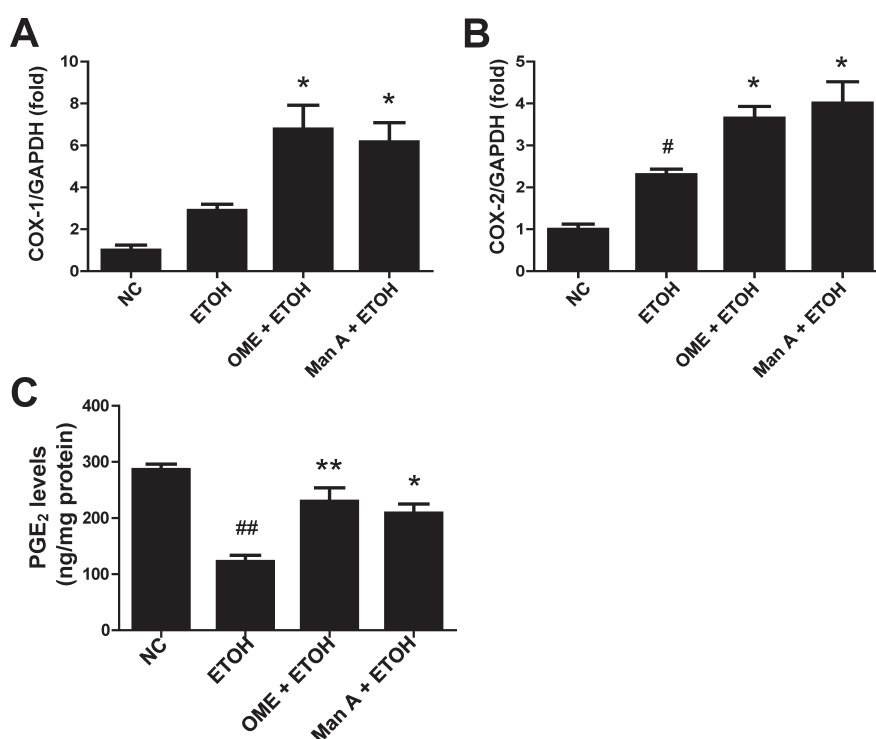 A
COX-1/GAPDH (fold)
10
8
6
4
2
0
*
*
NC
ETOH
OME + ETOH
Man A + ETOH
B
COX-2/GAPDH (fold)
5
4
3
2
1
0
#
*
*
NC
ETOH
OME + ETOH
Man A + ETOH
C
PGE₂ levels
(ng/mg protein)
400
300
200
100
0
##
**
*
NC
ETOH
OME + ETOH
Man A + ETOH